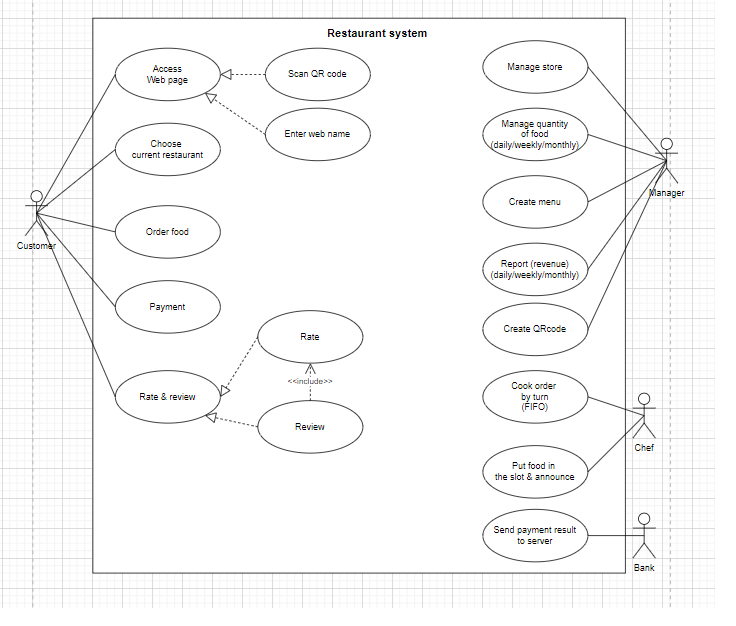 Restaurant system
Access
Web page
Scan QR code
Enter web name
Choose
current restaurant
Order food
Payment
Rate & review
Rate
<<include>>
Review
Customer
Manage store
Manage quantity
of food
(daily/weekly/monthly)
Create menu
Report (revenue)
(daily/weekly/monthly)
Create QRcode
Manager
Cook order
by turn
(FIFO)
Put food in
the slot & announce
Chef
Send payment result
to server
Bank